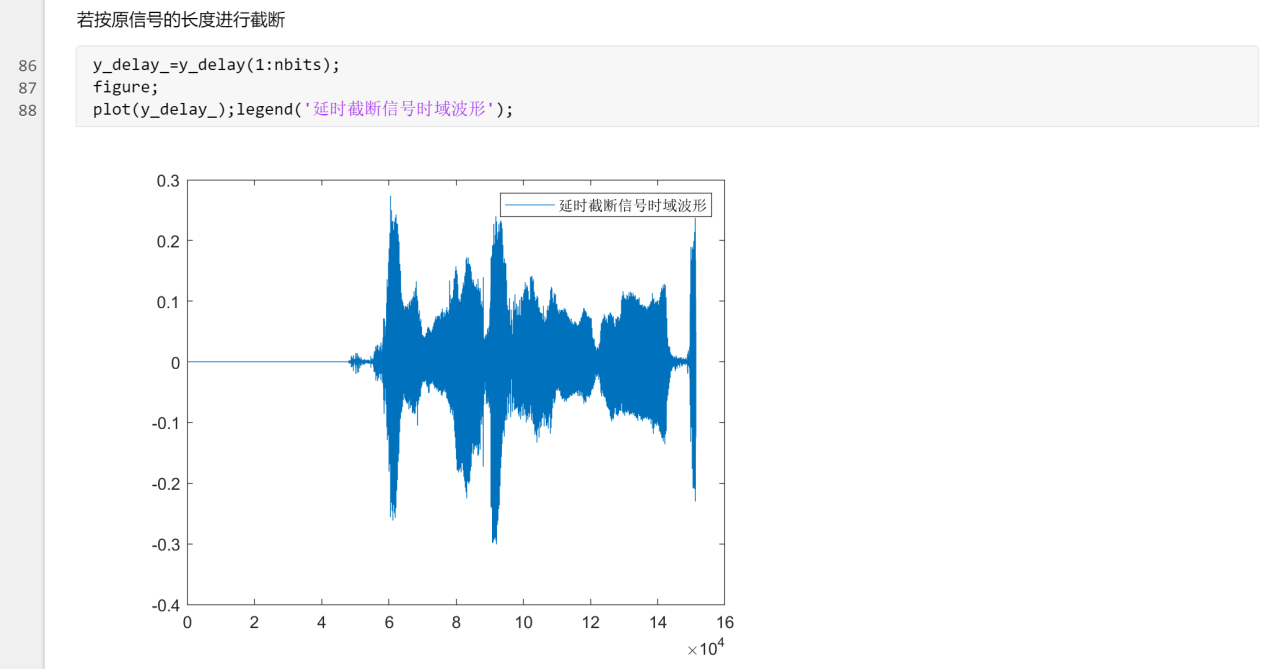 若按原信号的长度进行截断
86 y_delay_=y_delay(1:nbits);
87 figure;
88 plot(y_delay_);legend('延时截断信号时域波形');
0.3
延时截断信号时域波形
0.2
0.1
0
-0.1
-0.2
-0.3
-0.4
0 2 4 6 8 10 12 14 16
×10⁴